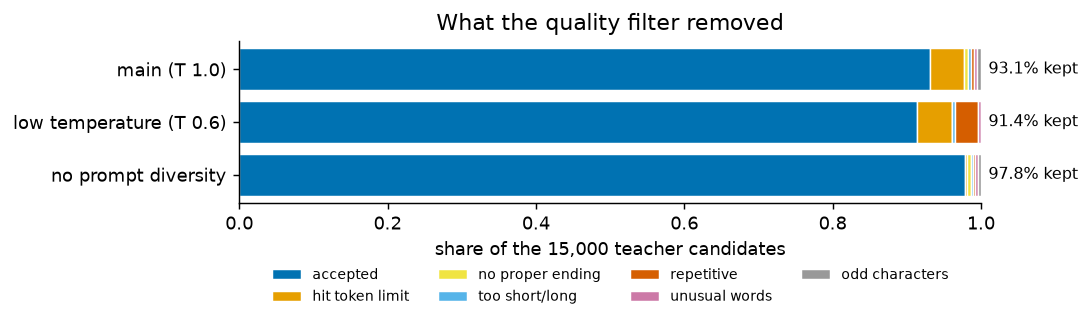 What the quality filter removed
main (T 1.0)
93.1% kept
low temperature (T 0.6)
91.4% kept
no prompt diversity
97.8% kept
0.0 0.2 0.4 0.6 0.8 1.0
share of the 15,000 teacher candidates
accepted no proper ending repetitive odd characters
hit token limit too short/long unusual words